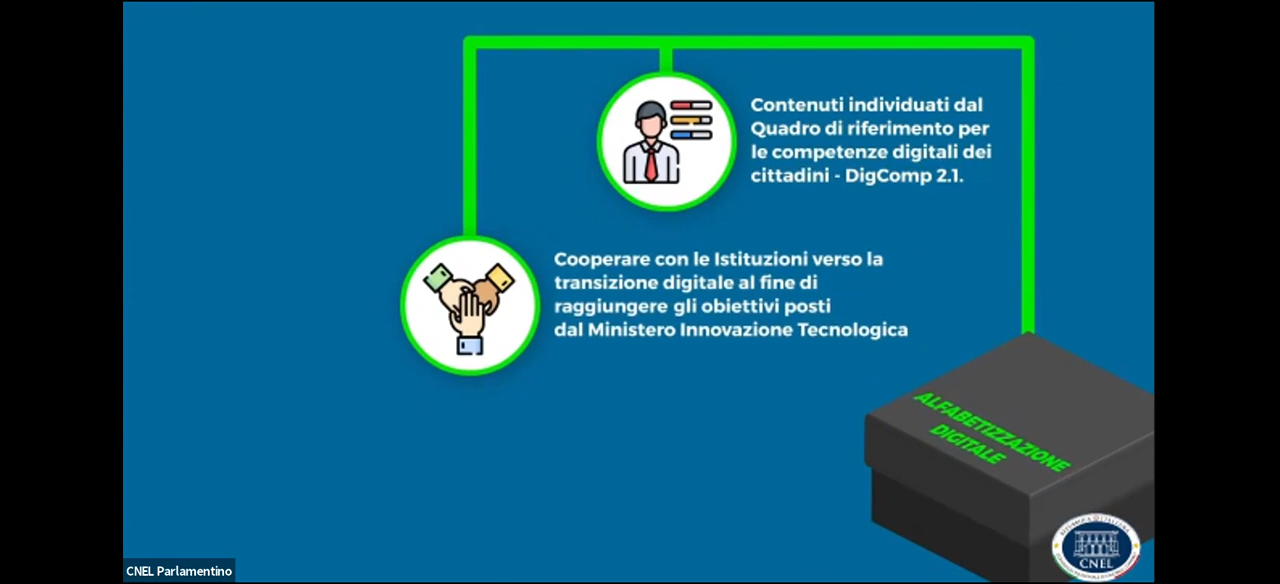 Contenuti individuati dal
Quadro di riferimento per
le competenze digitali dei
cittadini - DigComp 2.1.
Cooperare con le Istituzioni verso la
transizione digitale al fine di
raggiungere gli obiettivi posti
dal Ministero Innovazione Tecnologica
ALFABETIZZAZIONE
DIGITALE
CNEL
CNEL Parlamentino